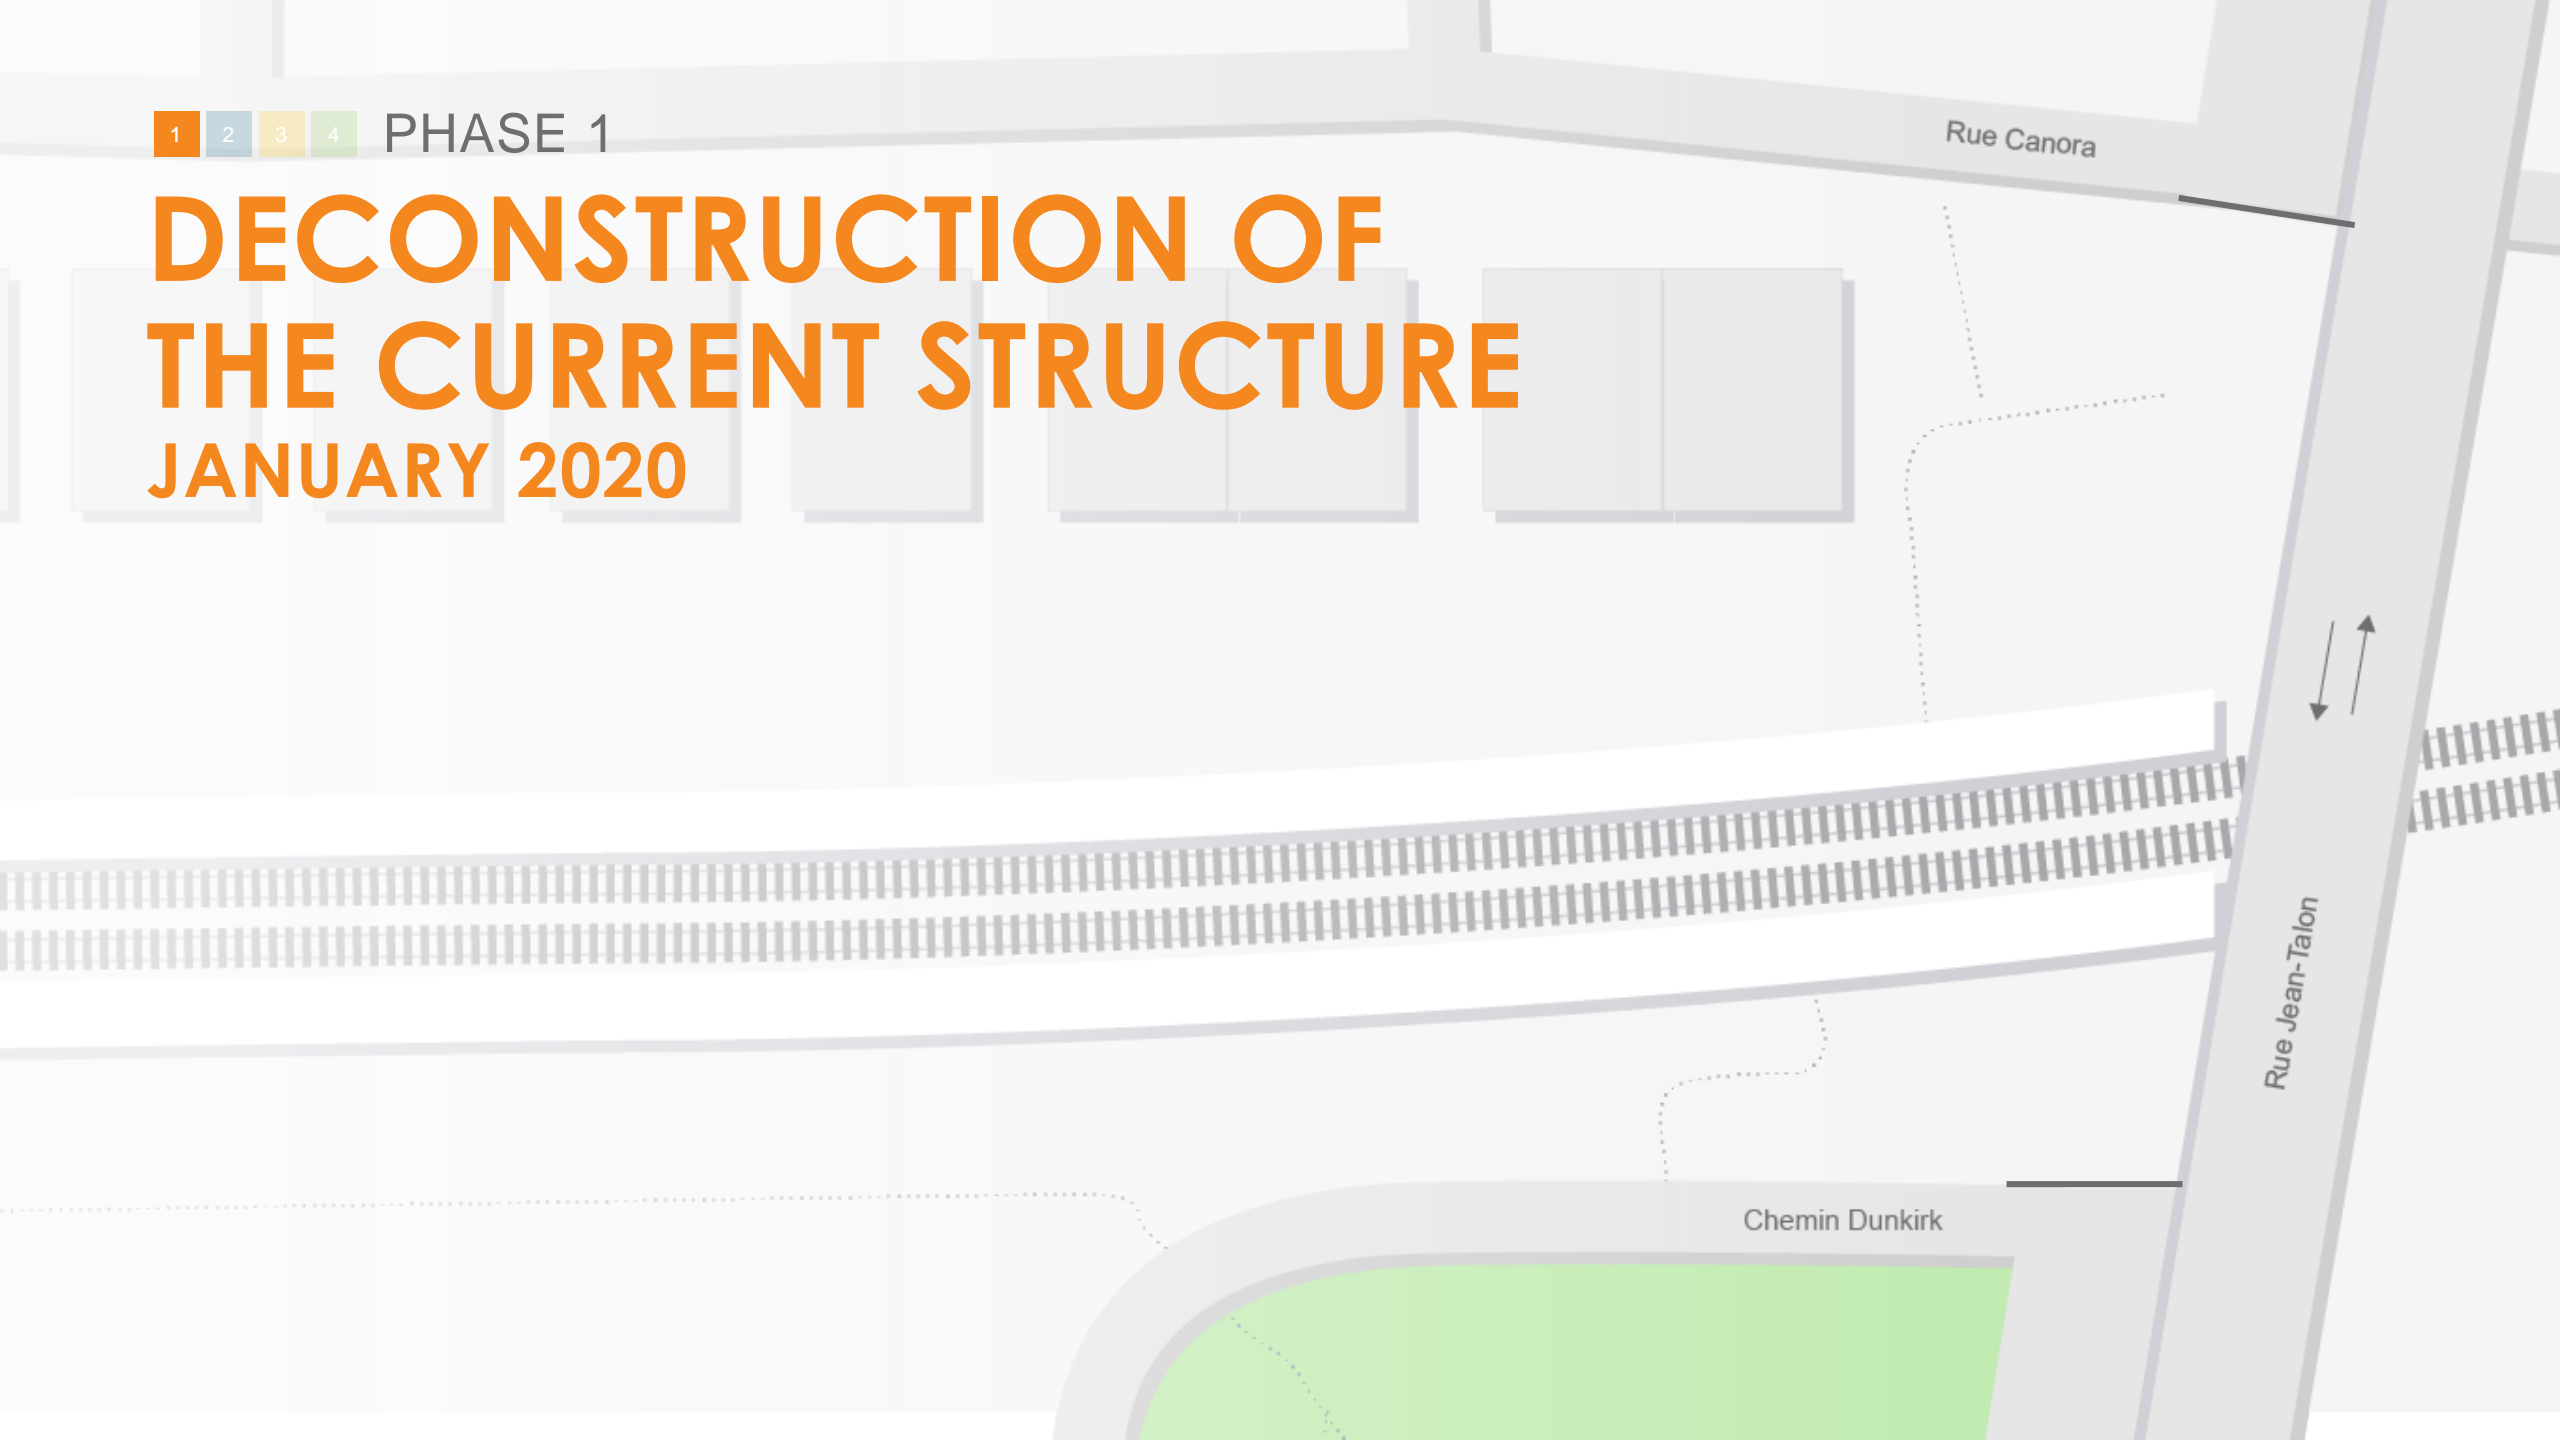 1 2 3 4 PHASE 1
DECONSTRUCTION OF
THE CURRENT STRUCTURE
JANUARY 2020
Rue Canora
Rue Jean-Talon
Chemin Dunkirk